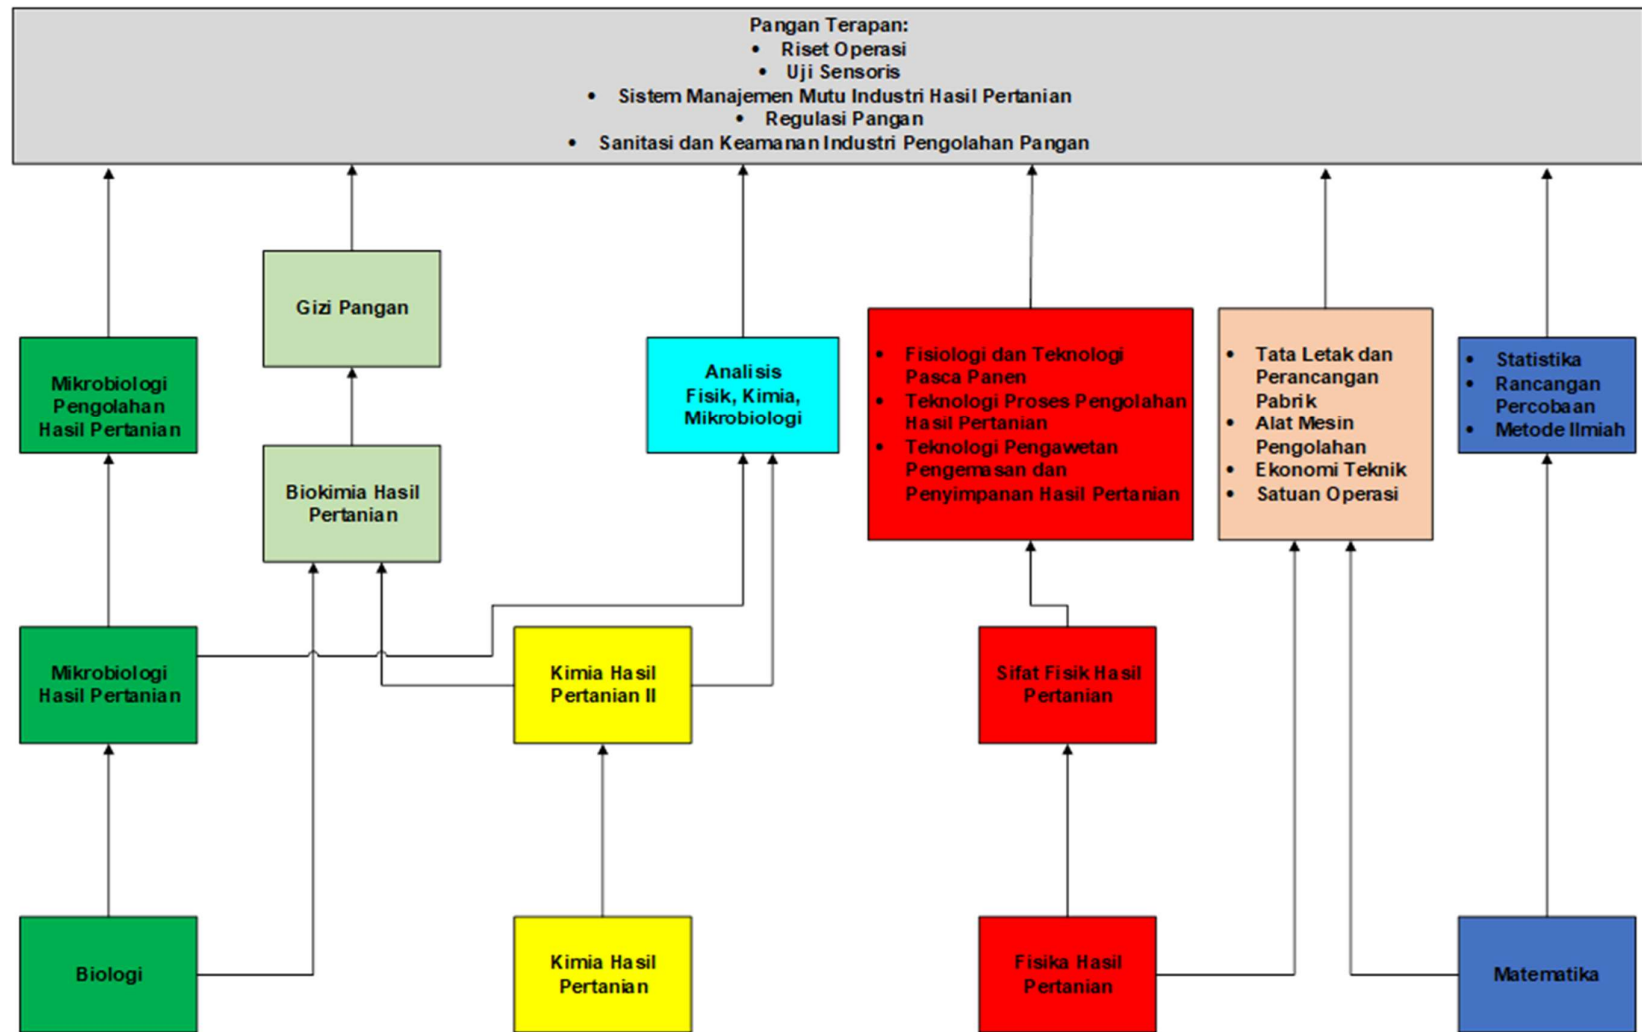 Pangan Terapan:
• Riset Operasi
• Uji Sensoris
• Sistem Manajemen Mutu Industri Hasil Pertanian
• Regulasi Pangan
• Sanitasi dan Keamanan Industri Pengolahan Pangan
Gizi Pangan
Mikrobiologi
Pengolahan
Hasil Pertanian
Biokimia Hasil
Pertanian
Analisis
Fisik, Kimia,
Mikrobiologi
• Fisiologi dan Teknologi
Pasca Panen
• Teknologi Proses Pengolahan
Hasil Pertanian
• Teknologi Pengawetan
Pengemasan dan
Penyimpanan Hasil Pertanian
• Tata Letak dan
Perancangan
Pabrik
• Alat Mesin
Pengolahan
• Ekonomi Teknik
• Satuan Operasi
• Statistika
• Rancangan
Percobaan
• Metode Ilmiah
Mikrobiologi
Hasil Pertanian
Kimia Hasil
Pertanian II
Sifat Fisik Hasil
Pertanian
Biologi
Kimia Hasil
Pertanian
Fisika Hasil
Pertanian
Matematika